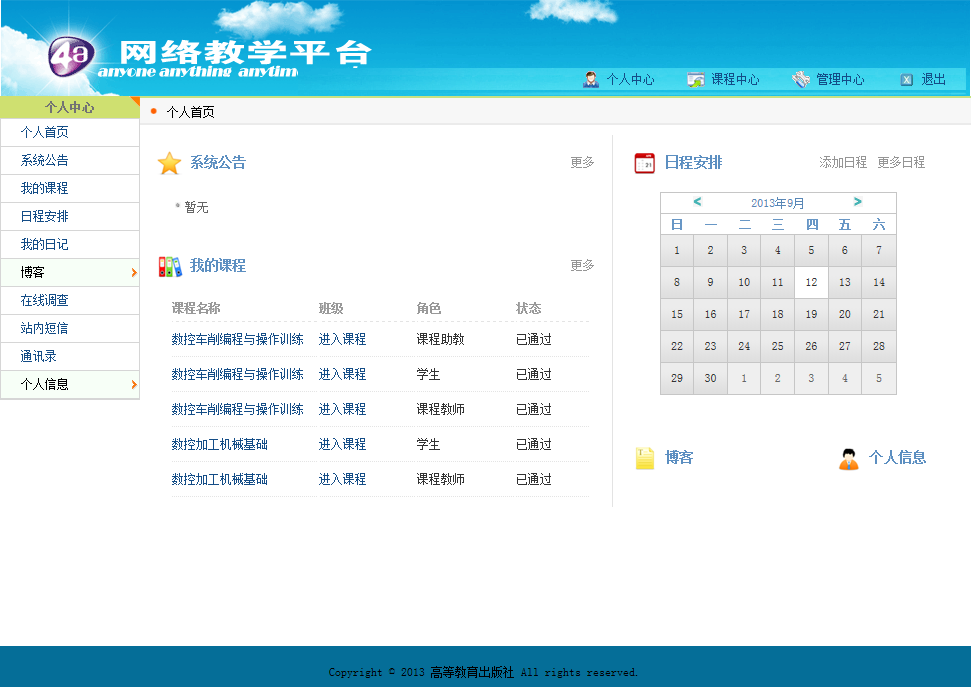 4a 网络教学平台
anyone anything anytim
个人中心 课程中心 管理中心 退出
个人中心
个人首页
系统公告
我的课程
日程安排
我的日记
博客
在线调查
站内短信
通讯录
个人信息
个人首页
系统公告 更多
暂无
我的课程 更多
课程名称 班级 角色 状态
数控车削编程与操作训练 进入课程 课程助教 已通过
数控车削编程与操作训练 进入课程 学生 已通过
数控车削编程与操作训练 进入课程 课程教师 已通过
数控加工机械基础 进入课程 学生 已通过
数控加工机械基础 进入课程 课程教师 已通过
日程安排 添加日程 更多日程
< 2013年9月 >
日 一 二 三 四 五 六
1 2 3 4 5 6 7
8 9 10 11 12 13 14
15 16 17 18 19 20 21
22 23 24 25 26 27 28
29 30 1 2 3 4 5
博客 个人信息
Copyright © 2013 高等教育出版社 All rights reserved.